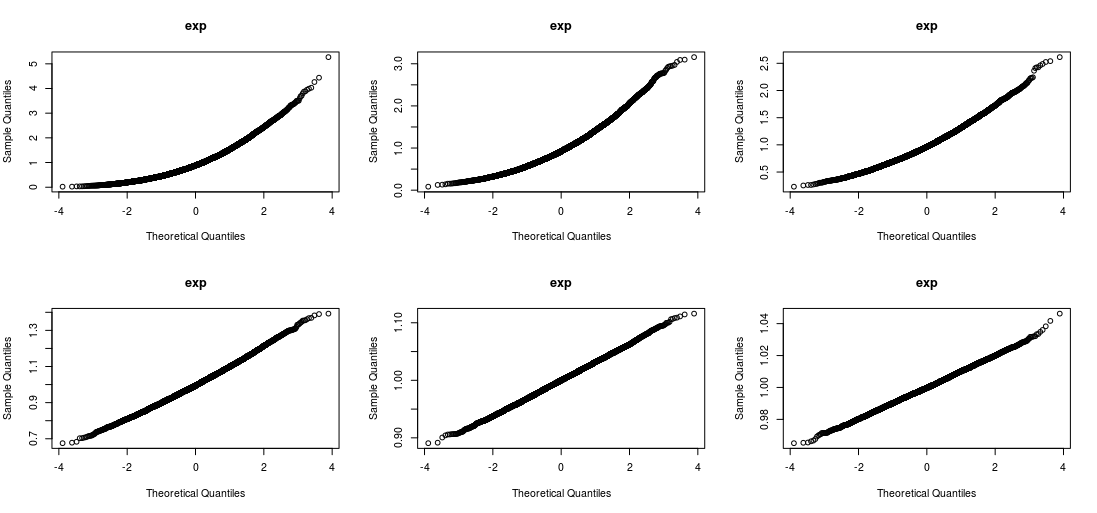 exp
exp
exp
Sample Quantiles
0 1 2 3 4 5
-4 -2 0 2 4
Theoretical Quantiles
Sample Quantiles
0.0 1.0 2.0 3.0
-4 -2 0 2 4
Theoretical Quantiles
Sample Quantiles
0.5 1.0 1.5 2.0 2.5
-4 -2 0 2 4
Theoretical Quantiles
exp
exp
exp
Sample Quantiles
0.7 0.9 1.1 1.3
-4 -2 0 2 4
Theoretical Quantiles
Sample Quantiles
0.90 1.00 1.10
-4 -2 0 2 4
Theoretical Quantiles
Sample Quantiles
0.98 1.00 1.02 1.04
-4 -2 0 2 4
Theoretical Quantiles